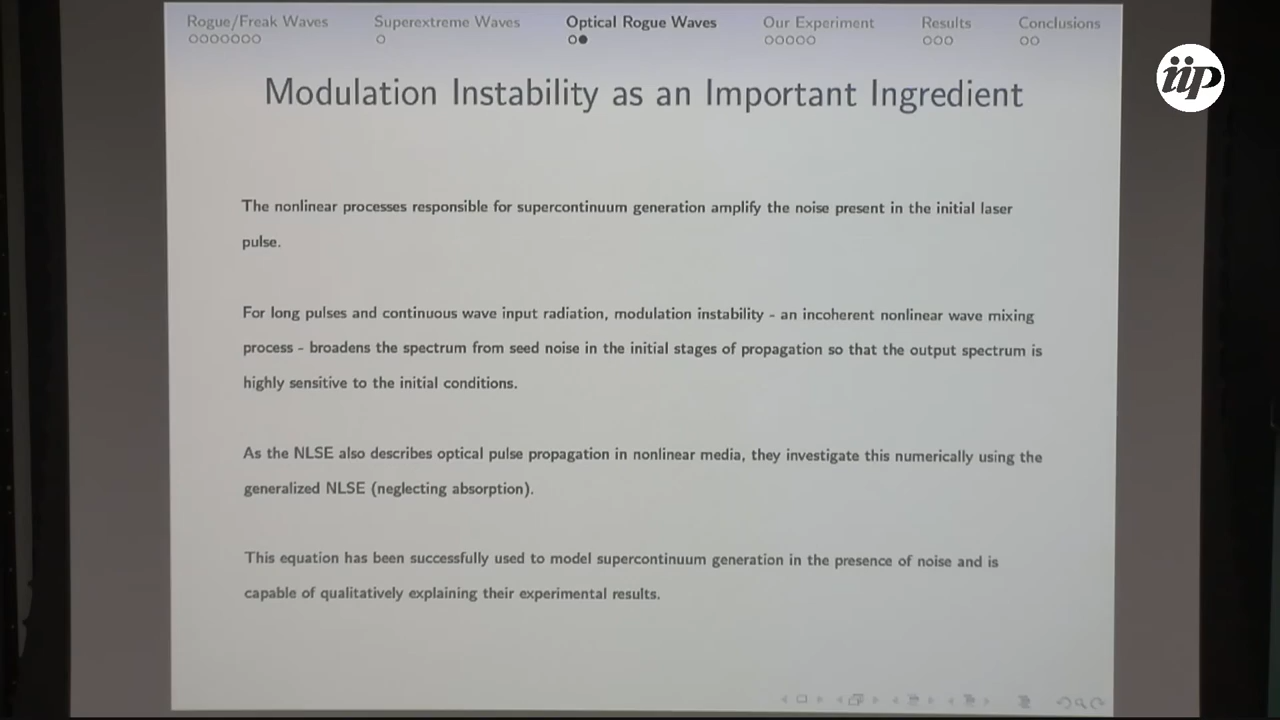 Rogue/Freak Waves Superextreme Waves Optical Rogue Waves Our Experiment Results Conclusions
iip
Modulation Instability as an Important Ingredient
The nonlinear processes responsible for supercontinuum generation amplify the noise present in the initial laser
pulse.
For long pulses and continuous wave input radiation, modulation instability - an incoherent nonlinear wave mixing
process - broadens the spectrum from seed noise in the initial stages of propagation so that the output spectrum is
highly sensitive to the initial conditions.
As the NLSE also describes optical pulse propagation in nonlinear media, they investigate this numerically using the
generalized NLSE (neglecting absorption).
This equation has been successfully used to model supercontinuum generation in the presence of noise and is
capable of qualitatively explaining their experimental results.